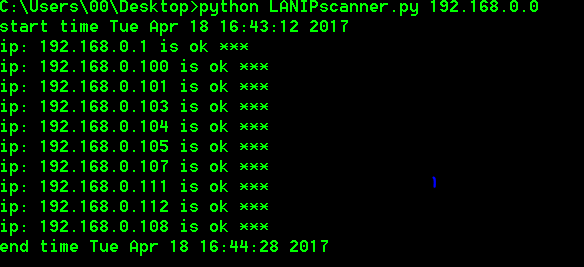 C:\Users\00\Desktop>python LANIPscanner.py 192.168.0.0
start time Tue Apr 18 16:43:12 2017
ip: 192.168.0.1 is ok ***
ip: 192.168.0.100 is ok ***
ip: 192.168.0.101 is ok ***
ip: 192.168.0.103 is ok ***
ip: 192.168.0.104 is ok ***
ip: 192.168.0.105 is ok ***
ip: 192.168.0.107 is ok ***
ip: 192.168.0.111 is ok ***
ip: 192.168.0.112 is ok ***
ip: 192.168.0.108 is ok ***
end time Tue Apr 18 16:44:28 2017